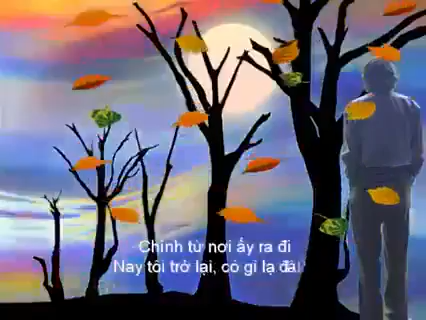 Chính từ nơi ấy ra đi
Nay tôi trở lại, có gì lạ đâu